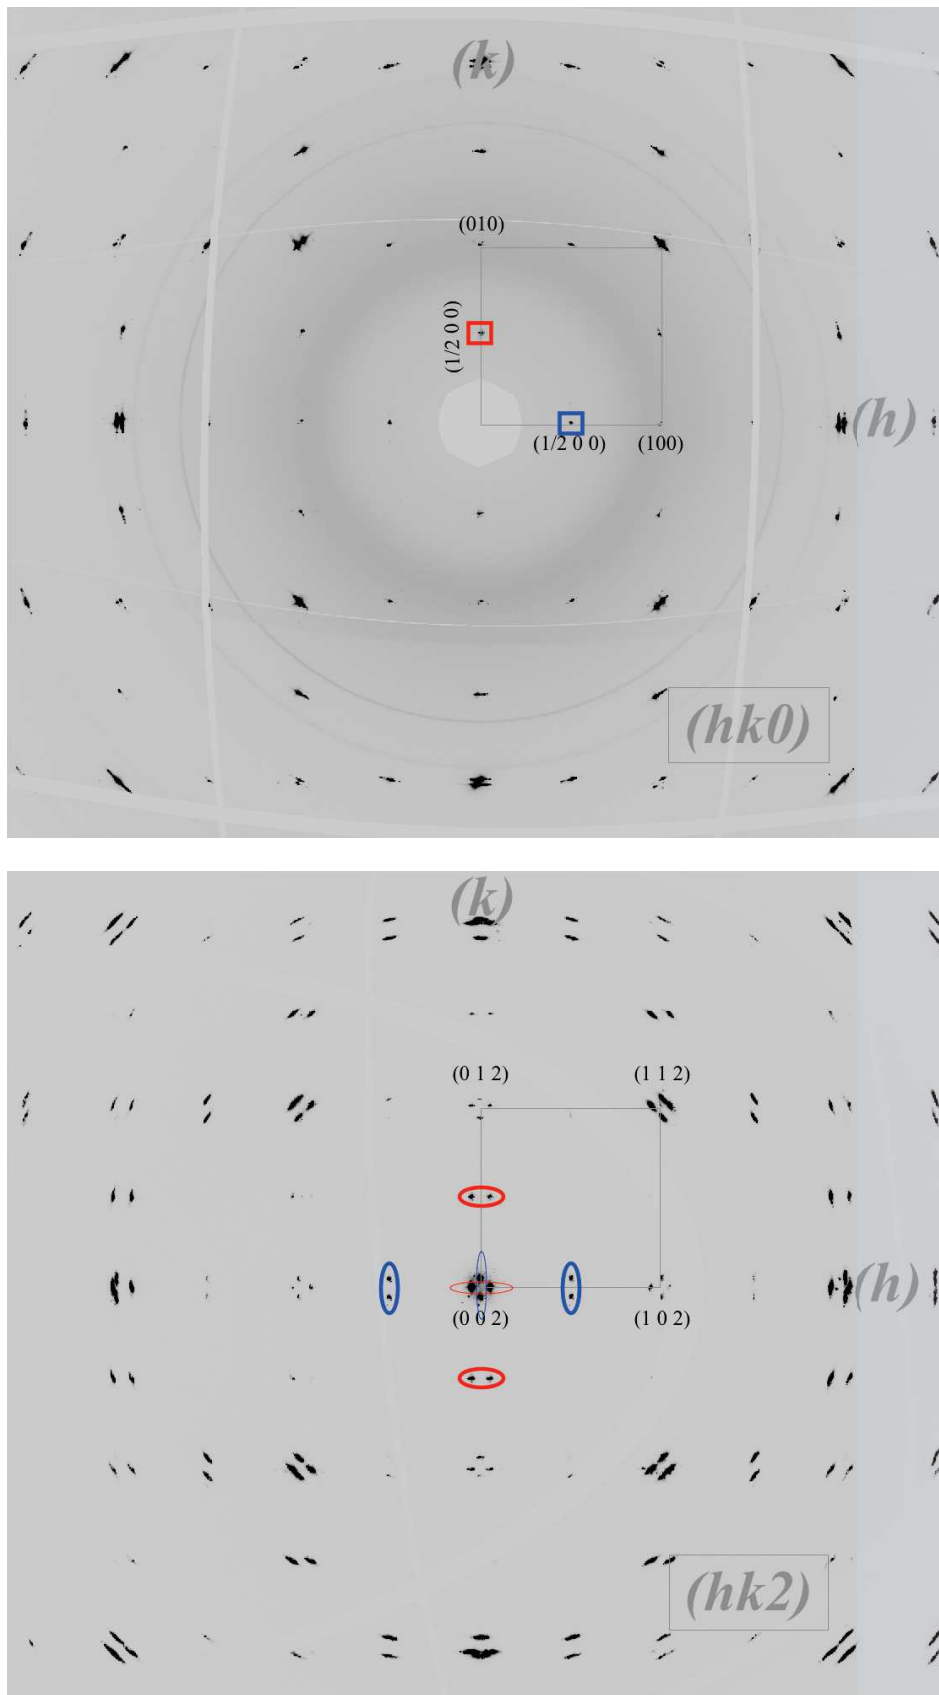 (k)
(010)
(1/2 0 0)
(h)
(1/2 0 0)
(100)
(hk0)
(k)
(0 1 2)
(1 1 2)
(h)
(0 0 2)
(1 0 2)
(hk2)